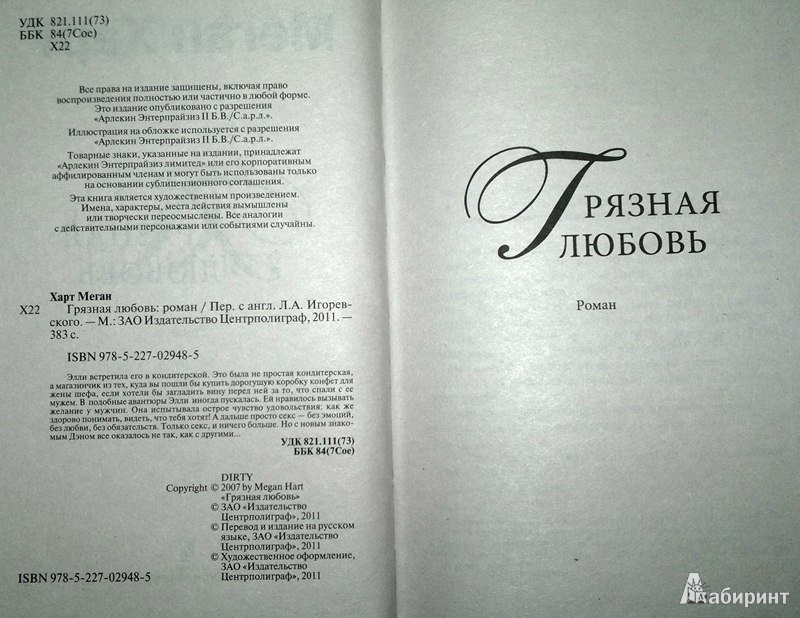 УДК 821.111(73)
ББК 84(7Сое)
Х22
Все права на издание защищены, включая право
воспроизведения полностью или частично в любой форме.
Это издание опубликовано с разрешения
«Арлекин Энтерпрайзиз II Б.В./С.а.р.л.».
Иллюстрация на обложке используется с разрешения
«Арлекин Энтерпрайзиз II Б.В./С.а.р.л.».
Товарные знаки, указанные на издании, принадлежат
«Арлекин Энтерпрайзиз лимитед» или его корпоративным
аффилированным членам и могут быть использованы только
на основании сублицензионного соглашения.
Эта книга является художественным произведением.
Имена, характеры, места действия вымышлены
или творчески переосмыслены. Все аналогии
с действительными персонажами или событиями случайны.
Харт Меган
Х22 Грязная любовь: роман / Пер. с англ. Л.А. Игорев-
ского. — М.: ЗАО Издательство Центрполиграф, 2011. —
383 с.
ISBN 978-5-227-02948-5
Элли встретила его в кондитерской. Это была не простая кондитерская,
а магазинчик из тех, куда вы пошли бы купить дорогущую коробку конфет для
жены шефа, если хотели бы загладить вину перед ней за то, что спали с ее
мужем. В подобные авантюры Элли иногда пускалась. Ей нравилось вызывать
желание у мужчин. Она испытывала острое чувство удовольствия: как же
здорово понимать, видеть, что тебя хотят! А дальше просто секс — без эмоций,
без любви, без обязательств. Только секс, и ничего больше. Но с новым знако-
мым Дэном все оказалось не так, как с другими...
УДК 821.111(73)
ББК 84(7Сое)
DIRTY
Copyright © 2007 by Megan Hart
«Грязная любовь»
© ЗАО «Издательство
Центрполиграф», 2011
© Перевод и издание на русском
языке, ЗАО «Издательство
Центрполиграф», 2011
© Художественное оформление,
ЗАО «Издательство
Центрполиграф», 2011
ISBN 978-5-227-02948-5
ГРЯЗНАЯ
ЛЮБОВЬ
Роман
Лабиринт